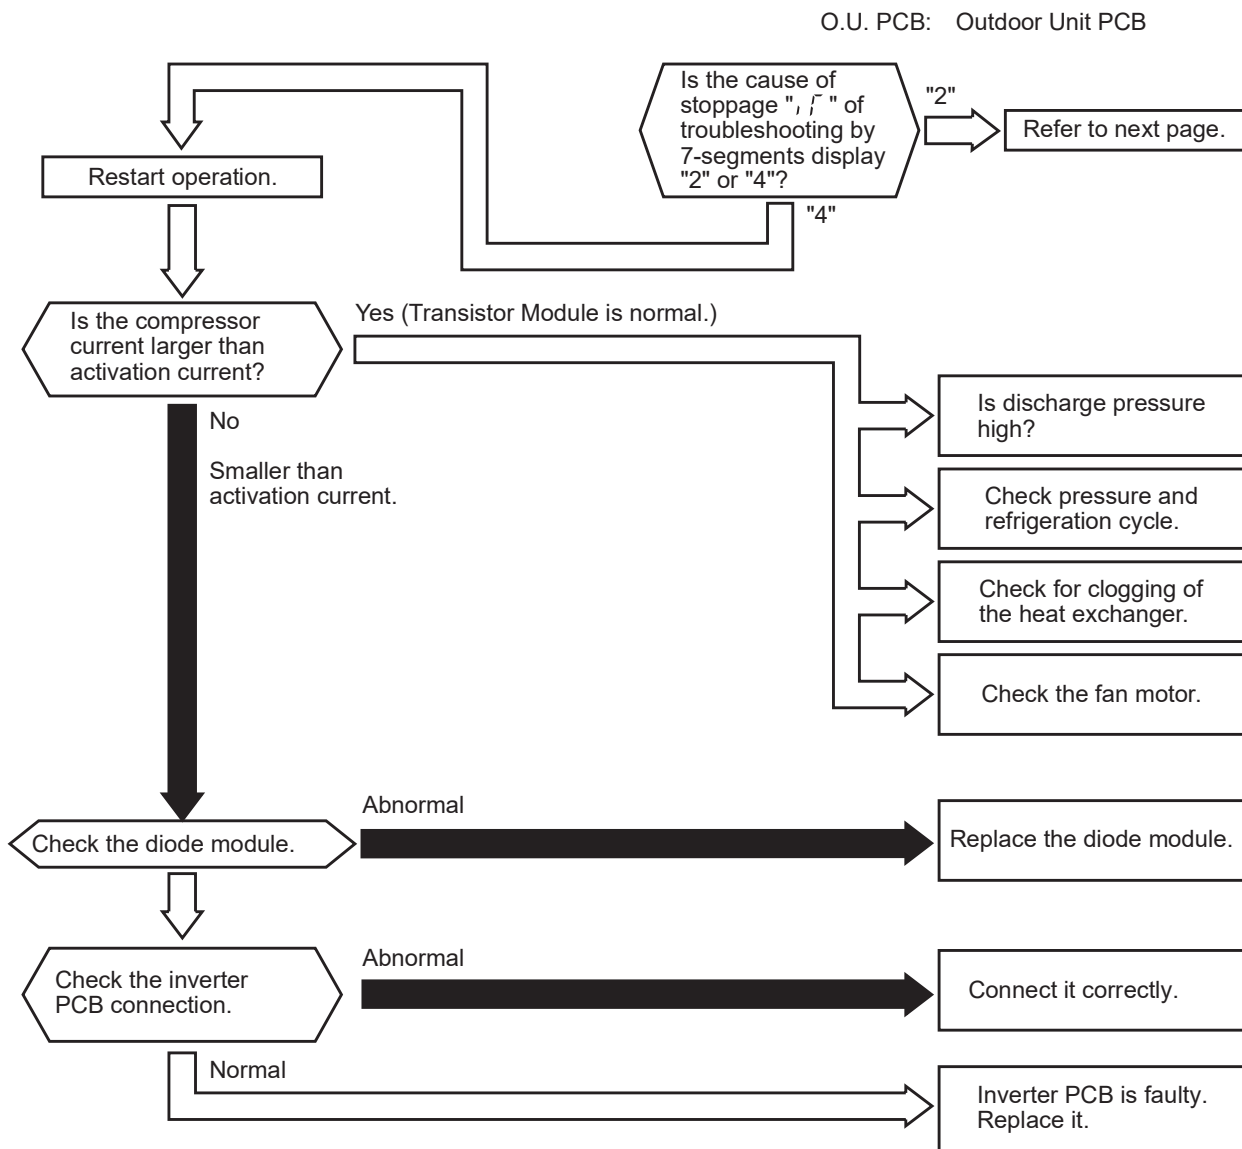 O.U. PCB: Outdoor Unit PCB
Is the cause of
stoppage " " of
troubleshooting by
7-segments display
"2" or "4"?
"2"
Refer to next page.
"4"
Restart operation.
Is the compressor
current larger than
activation current?
Yes (Transistor Module is normal.)
No
Smaller than
activation current.
Is discharge pressure
high?
Check pressure and
refrigeration cycle.
Check for clogging of
the heat exchanger.
Check the fan motor.
Check the diode module.
Abnormal
Replace the diode module.
Check the inverter
PCB connection.
Abnormal
Connect it correctly.
Normal
Inverter PCB is faulty.
Replace it.